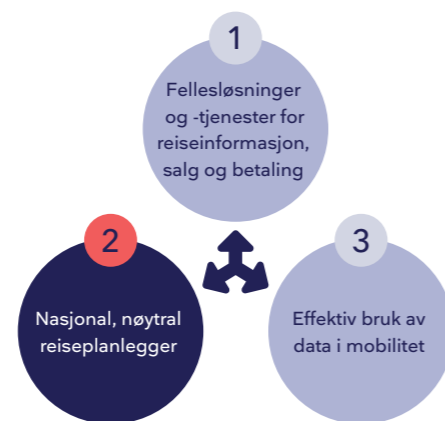 1
Fellesløsninger
og -tjenester for
reiseinformasjon,
salg og betaling
2
Nasjonal, nøytral
reiseplanlegger
3
Effektiv bruk av
data i mobilitet